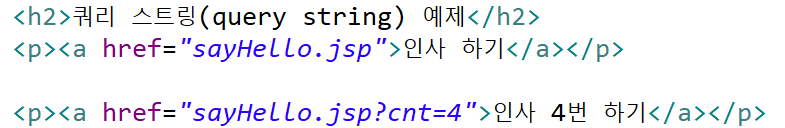 <h2>쿼리 스트링(query string) 예제</h2>
<p><a href="sayHello.jsp">인사 하기</a></p>
<p><a href="sayHello.jsp?cnt=4">인사 4번 하기</a></p>